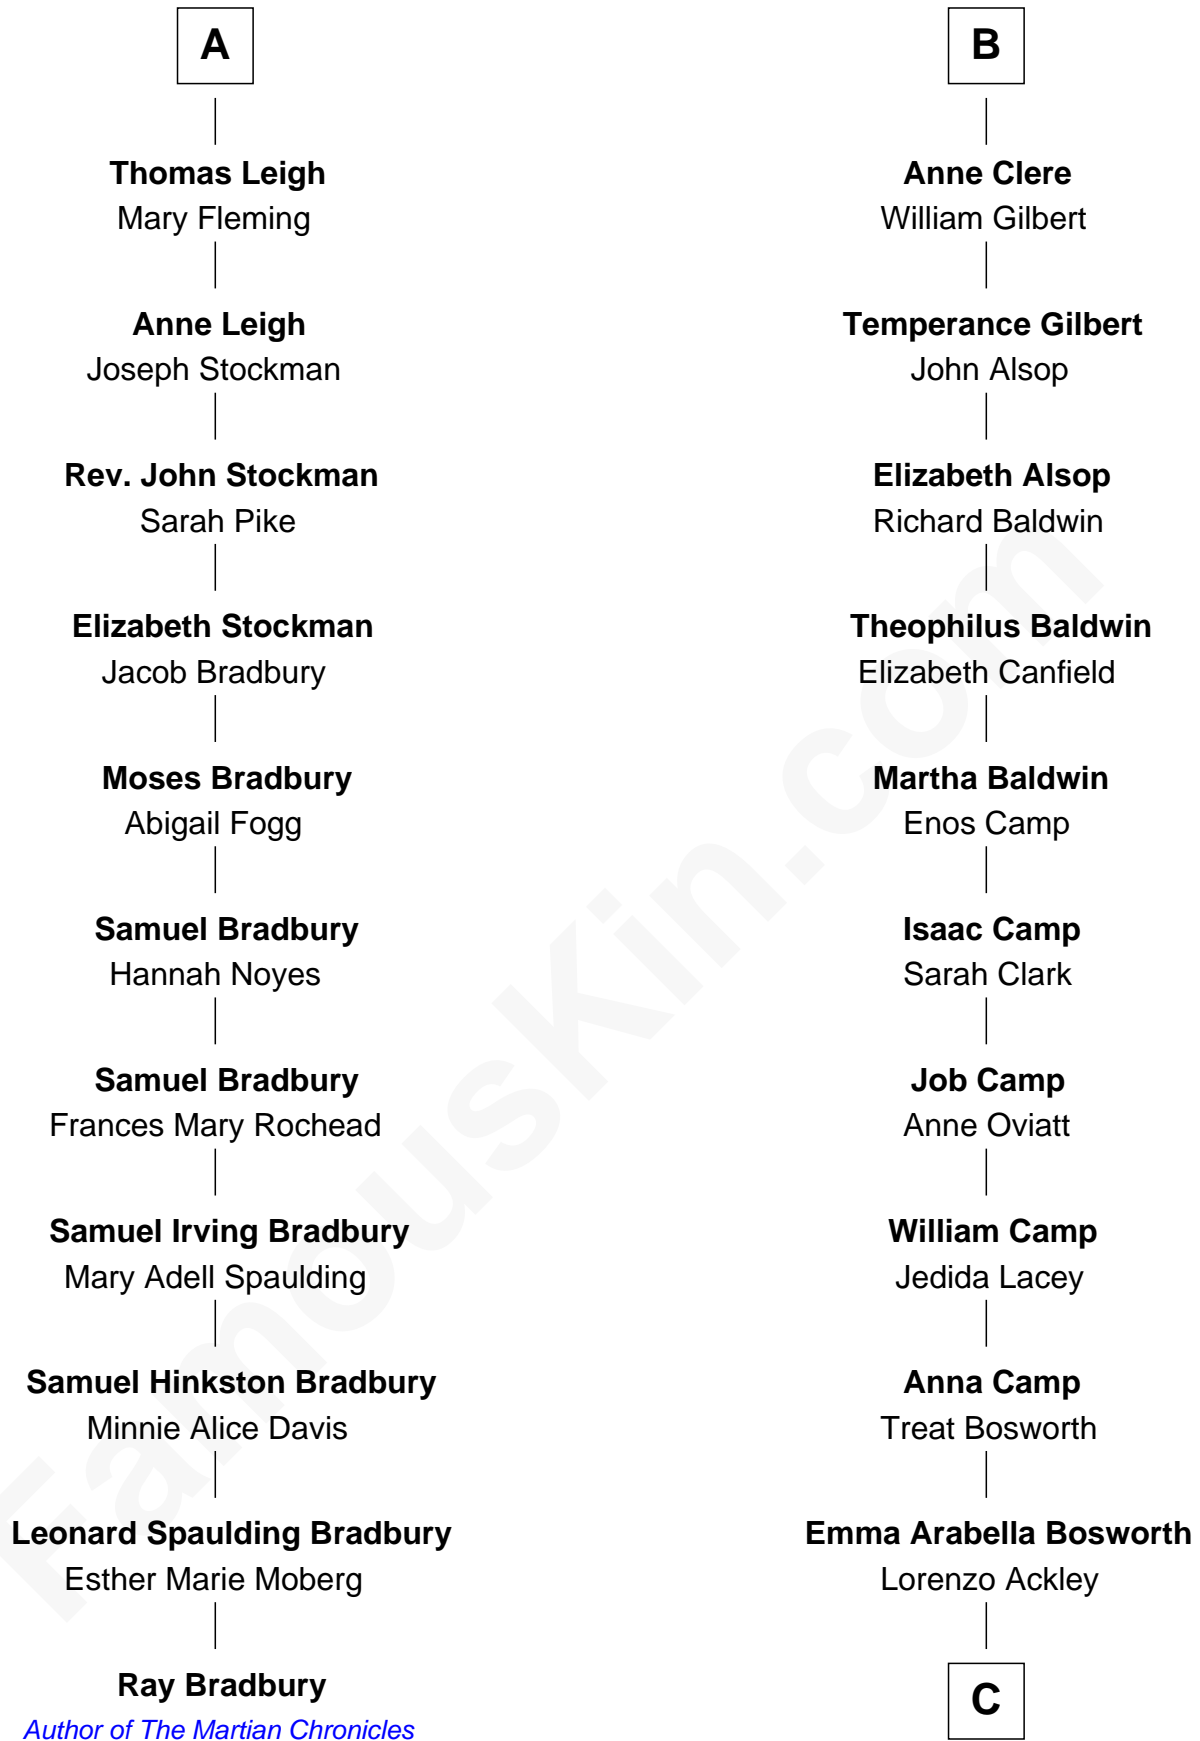 A
Thomas Leigh
Mary Fleming
Anne Leigh
Joseph Stockman
Rev. John Stockman
Sarah Pike
Elizabeth Stockman
Jacob Bradbury
Moses Bradbury
Abigail Fogg
Samuel Bradbury
Hannah Noyes
Samuel Bradbury
Frances Mary Rochead
Samuel Irving Bradbury
Mary Adell Spaulding
Samuel Hinkston Bradbury
Minnie Alice Davis
Leonard Spaulding Bradbury
Esther Marie Moberg
Ray Bradbury
Author of The Martian Chronicles
B
Anne Clere
William Gilbert
Temperance Gilbert
John Alsop
Elizabeth Alsop
Richard Baldwin
Theophilus Baldwin
Elizabeth Canfield
Martha Baldwin
Enos Camp
Isaac Camp
Sarah Clark
Job Camp
Anne Oviatt
William Camp
Jedida Lacey
Anna Camp
Treat Bosworth
Emma Arabella Bosworth
Lorenzo Ackley
C
FamousKin.com